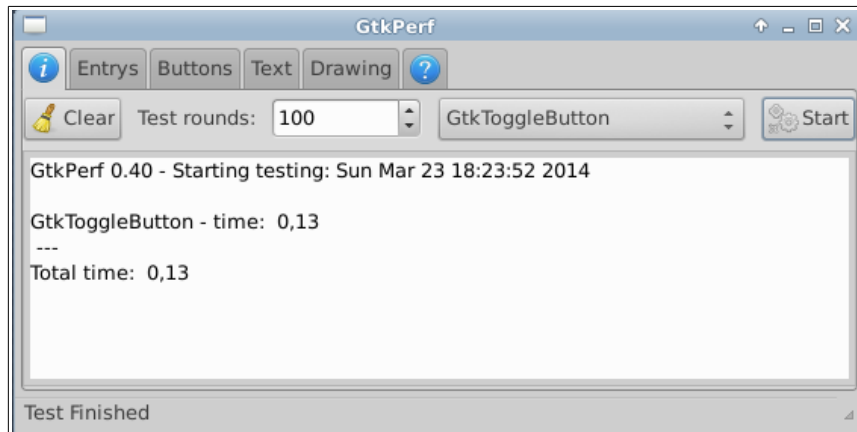 GtkPerf
Entrys Buttons Text Drawing
Clear Test rounds: 100 GtkToggleButton Start
GtkPerf 0.40 - Starting testing: Sun Mar 23 18:23:52 2014
GtkToggleButton - time: 0,13
---
Total time: 0,13
Test Finished